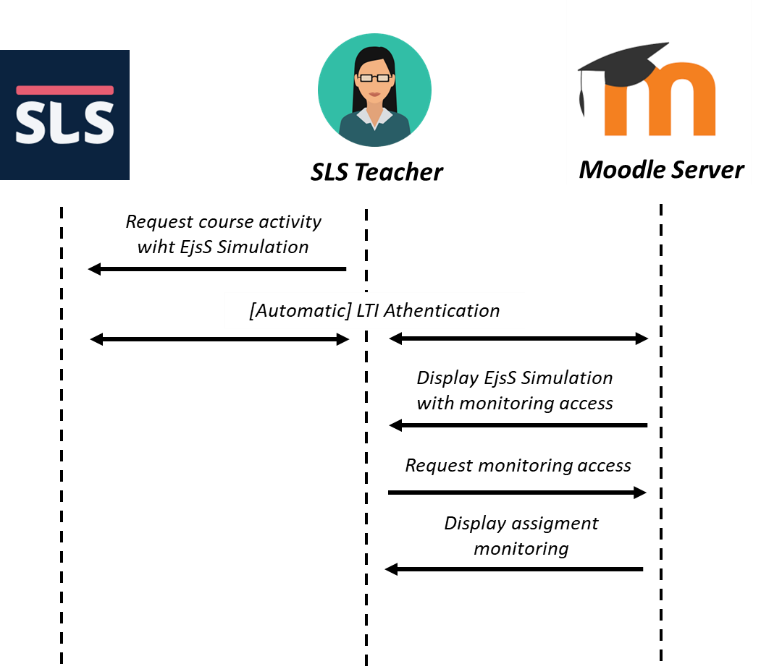 SLS
SLS Teacher
Moodle Server
Request course activity
wiht EjsS Simulation
[Automatic] LTI Athentication
Display EjsS Simulation
with monitoring access
Request monitoring access
Display assigment
monitoring